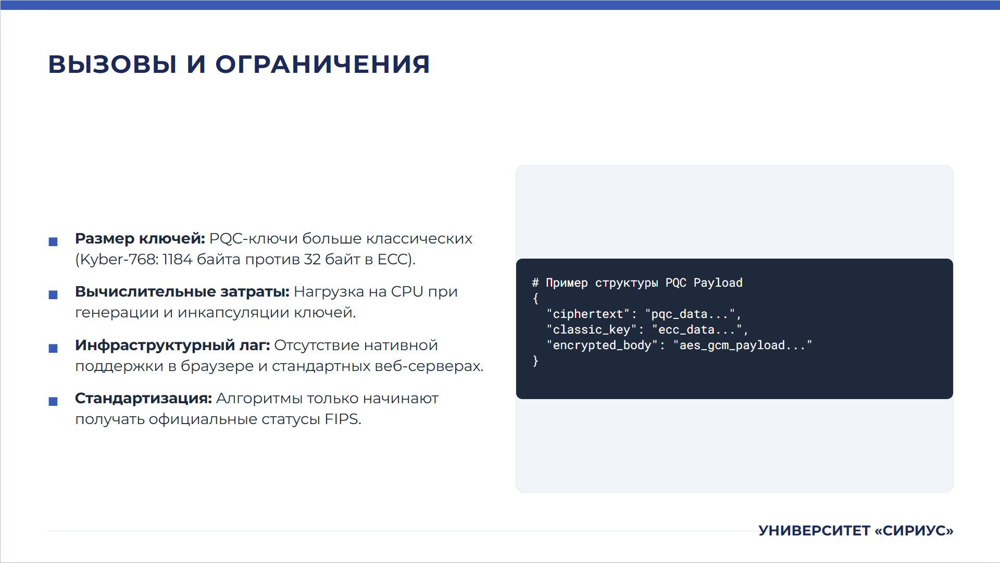 ВЫЗОВЫ И ОГРАНИЧЕНИЯ
Размер ключей: PQC-ключи больше классических
(Kyber-768: 1184 байта против 32 байт в ECC).
Вычислительные затраты: Нагрузка на CPU при
генерации и инкапсуляции ключей.
Инфраструктурный лаг: Отсутствие нативной
поддержки в браузере и стандартных веб-серверах.
Стандартизация: Алгоритмы только начинают
получать официальные статусы FIPS.
# Пример структуры PQC Payload
{
  "ciphertext": "pqc_data...",
  "classic_key": "ecc_data...",
  "encrypted_body": "aes_gcm_payload..."
}
УНИВЕРСИТЕТ «СИРИУС»